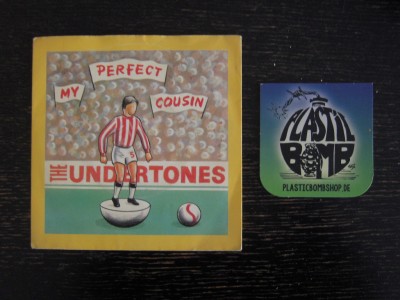 MY
PERFECT
COUSIN
THE UNDERTONES
PLASTIC
BOMB
PLASTICBOMBSHOP.DE